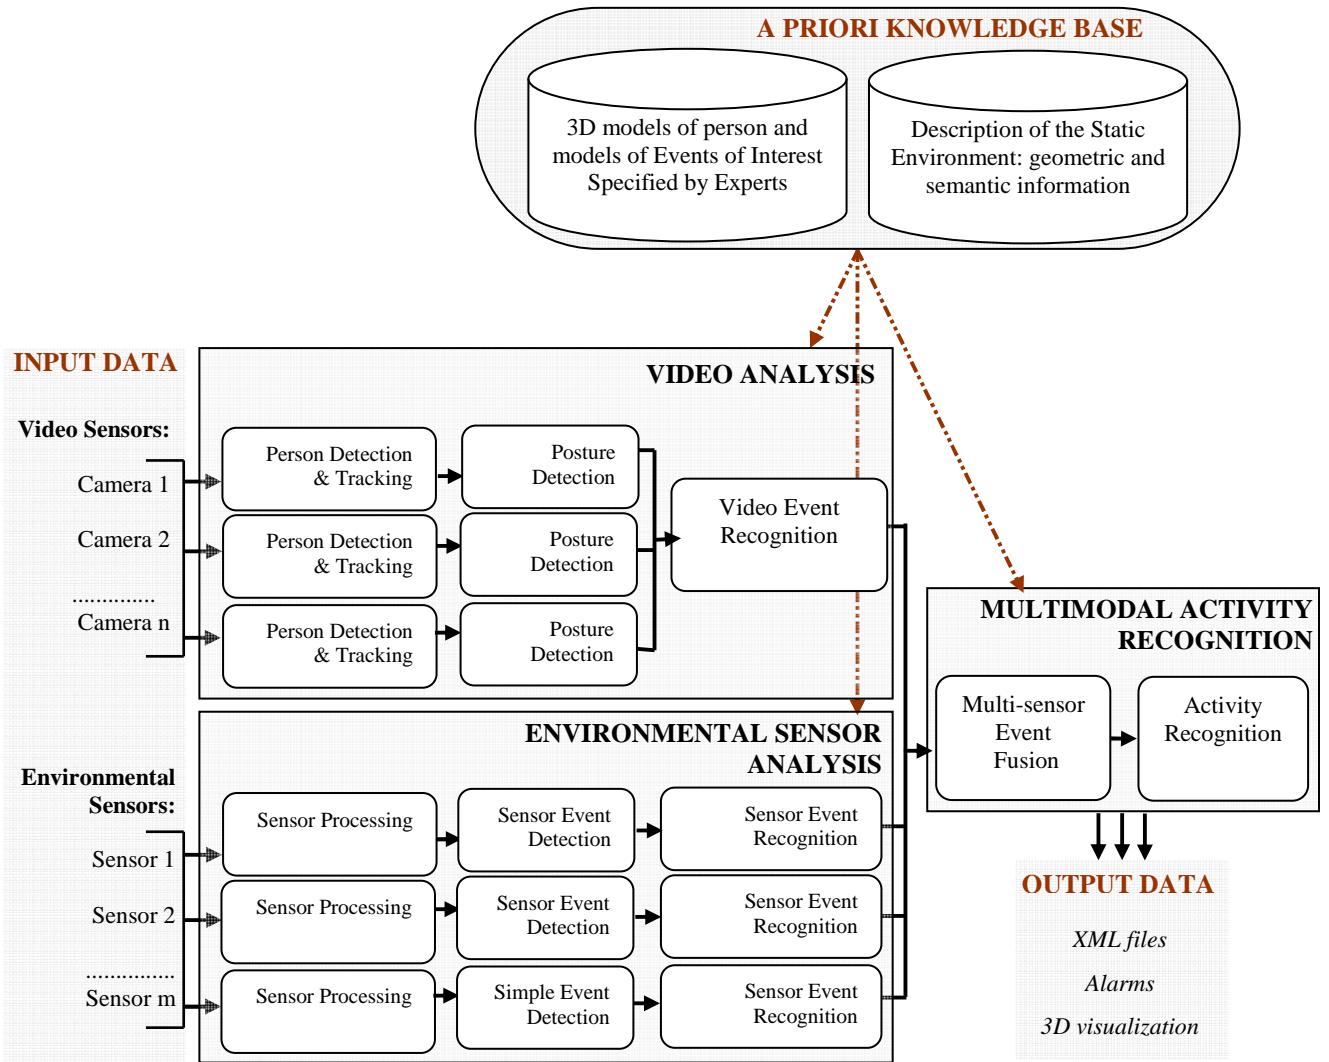 A PRIORI KNOWLEDGE BASE
3D models of person and
models of Events of Interest
Specified by Experts
Description of the Static
Environment: geometric and
semantic information
INPUT DATA
Video Sensors:
Camera 1
Camera 2
..............
Camera n
VIDEO ANALYSIS
Person Detection
& Tracking
Posture
Detection
Person Detection
& Tracking
Posture
Detection
Person Detection
& Tracking
Posture
Detection
Video Event
Recognition
Environmental
Sensors:
Sensor 1
Sensor 2
...............
Sensor m
ENVIRONMENTAL SENSOR
ANALYSIS
Sensor Processing
Sensor Event
Detection
Sensor Event
Recognition
Sensor Processing
Sensor Event
Detection
Sensor Event
Recognition
Sensor Processing
Simple Event
Detection
Sensor Event
Recognition
MULTIMODAL ACTIVITY
RECOGNITION
Multi-sensor
Event
Fusion
Activity
Recognition
OUTPUT DATA
XML files
Alarms
3D visualization